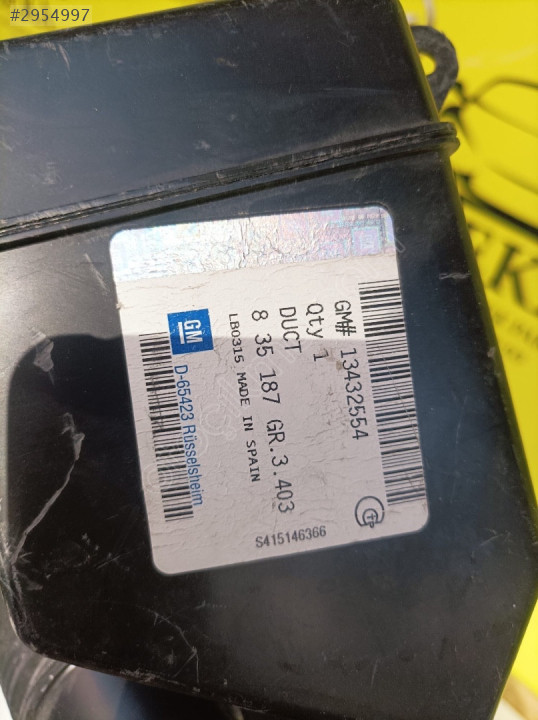 #2954997
GM# 13432554
Qty 1
DUCT
8 35 187 GR.3.403
LB0315 MADE IN SPAIN
GM
D-65423 Rüsselsheim
S415146366